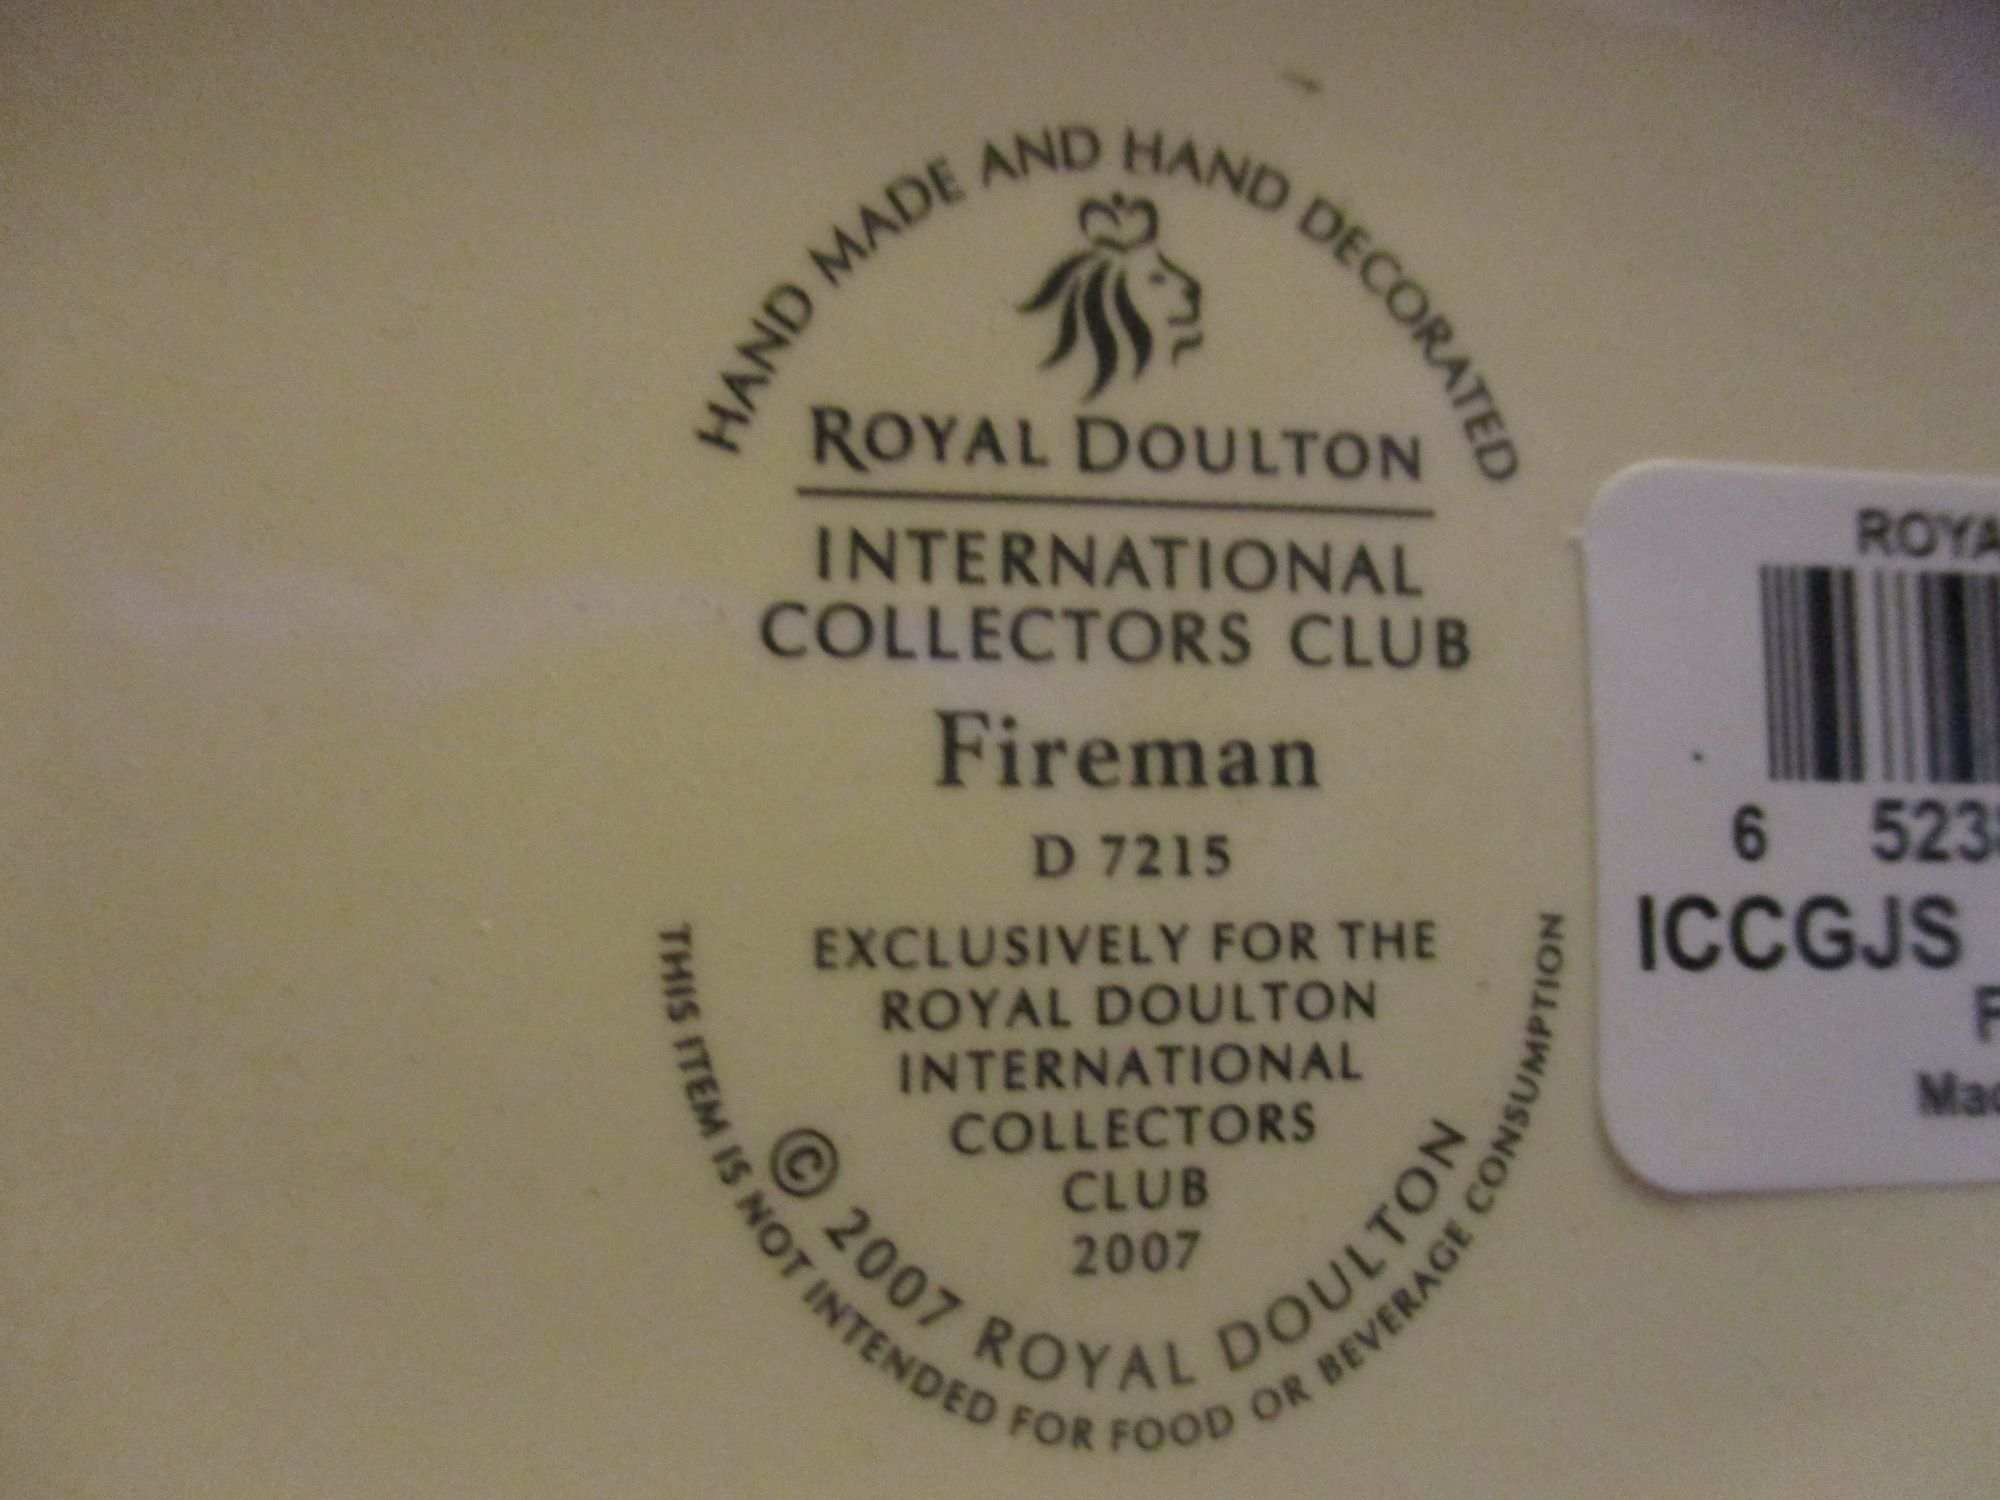 HAND MADE AND HAND DECORATED
ROYAL DOULTON
INTERNATIONAL
COLLECTORS CLUB
Fireman
D 7215
EXCLUSIVELY FOR THE
ROYAL DOULTON
INTERNATIONAL
COLLECTORS
CLUB
2007
© 2007 ROYAL DOULTON
THIS ITEM IS NOT INTENDED FOR FOOD OR BEVERAGE CONSUMPTION
6 523
ICCGJS